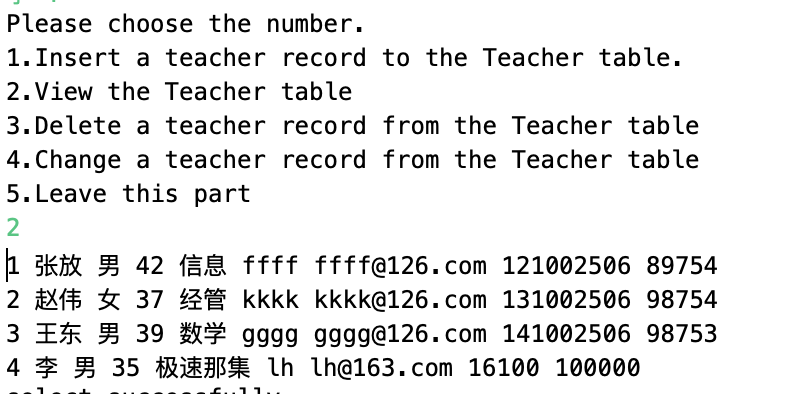 Please choose the number.
1.Insert a teacher record to the Teacher table.
2.View the Teacher table
3.Delete a teacher record from the Teacher table
4.Change a teacher record from the Teacher table
5.Leave this part
2
1 张放 男 42 信息 ffff ffff@126.com 121002506 89754
2 赵伟 女 37 经管 kkkk kkkk@126.com 131002506 98754
3 王东 男 39 数学 gggg gggg@126.com 141002506 98753
4 李 男 35 极速那集 lh lh@163.com 16100 100000
select successfully